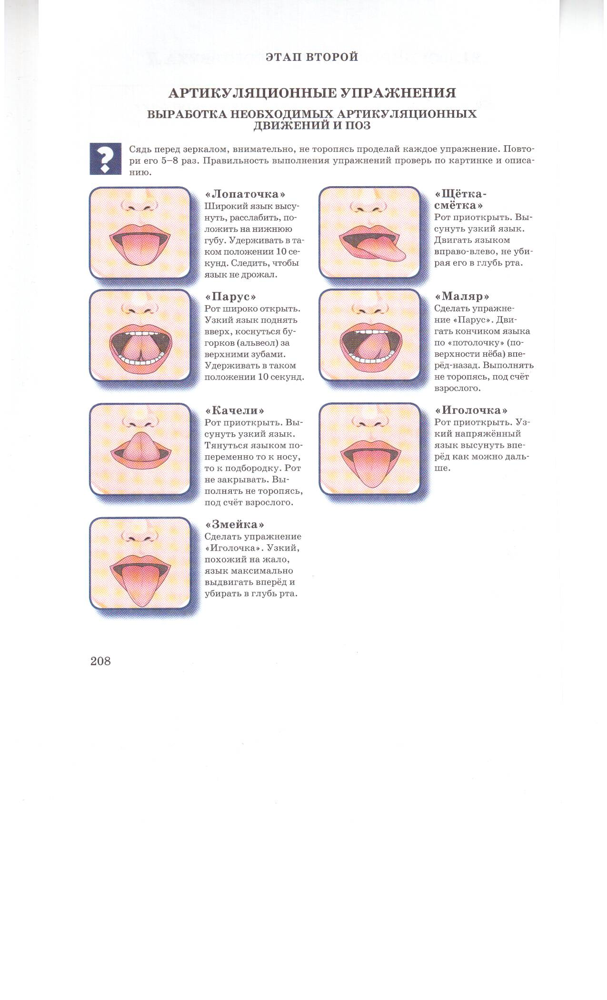 ЭТАП ВТОРОЙ
АРТИКУЛЯЦИОННЫЕ УПРАЖНЕНИЯ
ВЫРАБОТКА НЕОБХОДИМЫХ АРТИКУЛЯЦИОННЫХ
ДВИЖЕНИЙ И ПОЗ
?
Сядь перед зеркалом, внимательно, не торопясь проделай каждое упражнение. Повто-
ри его 5–8 раз. Правильность выполнения упражнений проверь по картинке и описа-
нию.
«Лопаточка»
Широкий язык высу-
нуть, расслабить, по-
ложить на нижнюю
губу. Удерживать в та-
ком положении 10 се-
кунд. Следить, чтобы
язык не дрожал.
«Щётка-
смётка»
Рот приоткрыть. Вы-
сунуть узкий язык.
Двигать языком
вправо-влево, не уби-
рая его в глубь рта.
«Парус»
Рот широко открыть.
Узкий язык поднять
вверх, коснуться бу-
горков (альвеол) за
верхними зубами.
Удерживать в таком
положении 10 секунд.
«Маляр»
Сделать упражне-
ние «Парус». Дви-
гать кончиком языка
по «потолочку» (по-
верхности нёба) впе-
рёд-назад. Выполнять
не торопясь, под счёт
взрослого.
«Качели»
Рот приоткрыть. Вы-
сунуть узкий язык.
Тянуться языком по-
переменно то к носу,
то к подбородку. Рот
не закрывать. Вы-
полнять не торопясь,
под счёт взрослого.
«Иголочка»
Рот приоткрыть. Уз-
кий напряжённый
язык высунуть впе-
рёд как можно даль-
ше.
«Змейка»
Сделать упражнение
«Иголочка». Узкий,
похожий на жало,
язык максимально
выдвигать вперёд и
убирать в глубь рта.
208